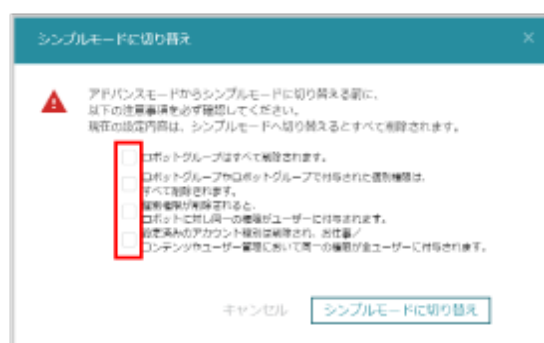 シンプルモードに切り替え
アドバンスモードからシンプルモードに切り替える前に、
以下の注意事項を必ず確認してください。
現在の設定内容は、シンプルモードへ切り替えるとすべて削除されます。
ロボットグループはすべて削除されます。
ロボットグループやロボットグループで付与された個別権限は、
すべて削除されます。
個別権限が削除されると、
ロボットに対し同一の権限がユーザーに付与されます。
設定済みのアカウント種別は削除され、お仕事/
コンテンツやユーザー管理において同一の権限が全ユーザーに付与されます。
キャンセル
シンプルモードに切り替え